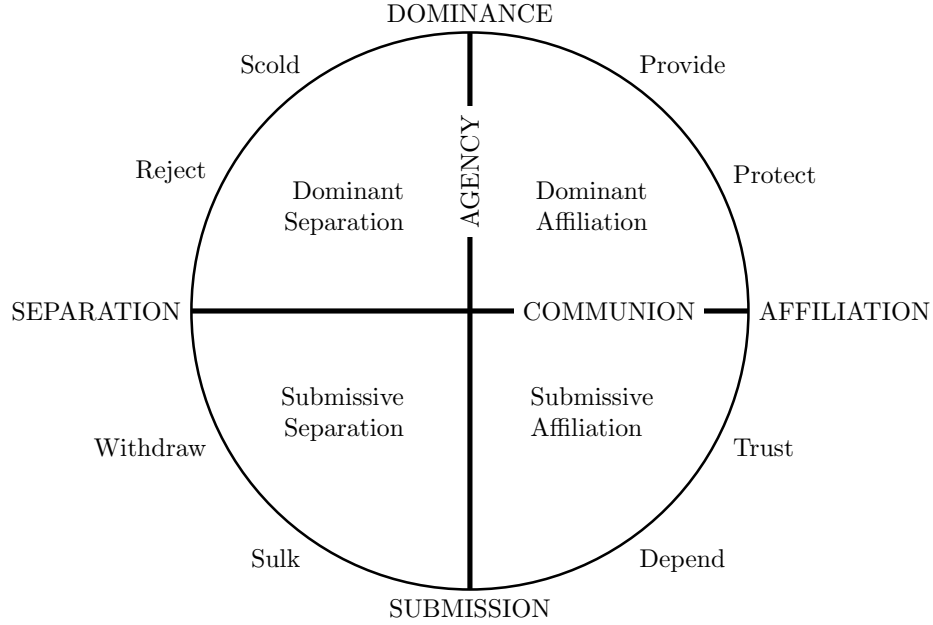 DOMINANCE
Scold
Provide
Reject
Protect
AGENCY
Dominant
Separation
Dominant
Affiliation
SEPARATION
COMMUNION
AFFILIATION
Submissive
Separation
Submissive
Affiliation
Withdraw
Trust
Sulk
Depend
SUBMISSION